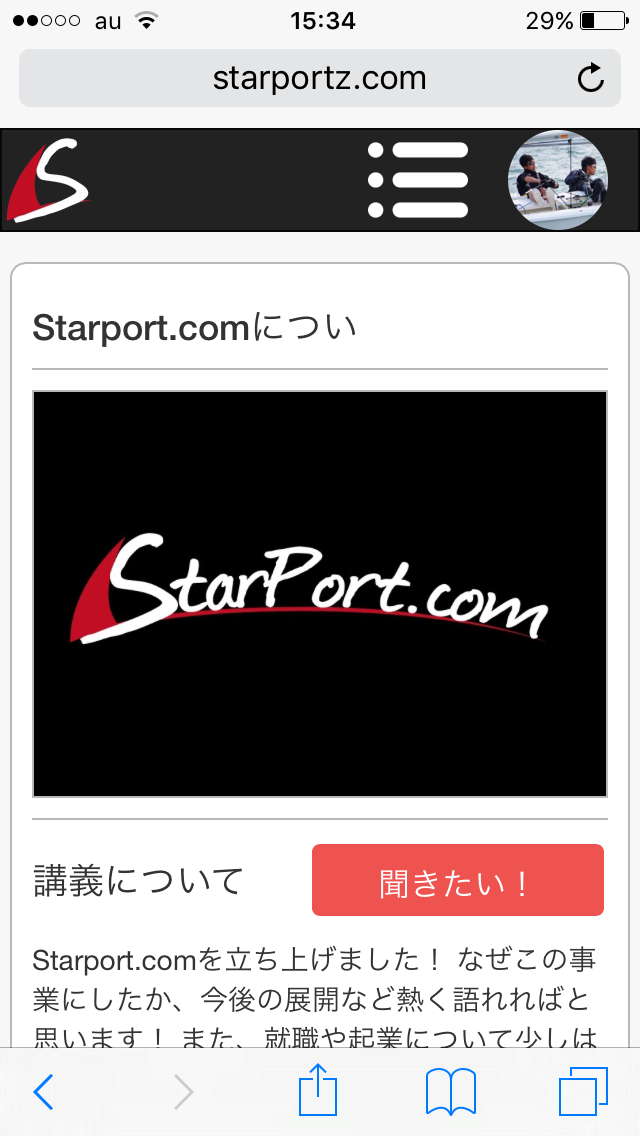 au 15:34 29%
starportz.com
S
Starport.comについ
StarPort.com
講義について
聞きたい！
Starport.comを立ち上げました！ なぜこの事
業にしたか、今後の展開など熱く語れればと
思います！ また、就職や起業について少しは